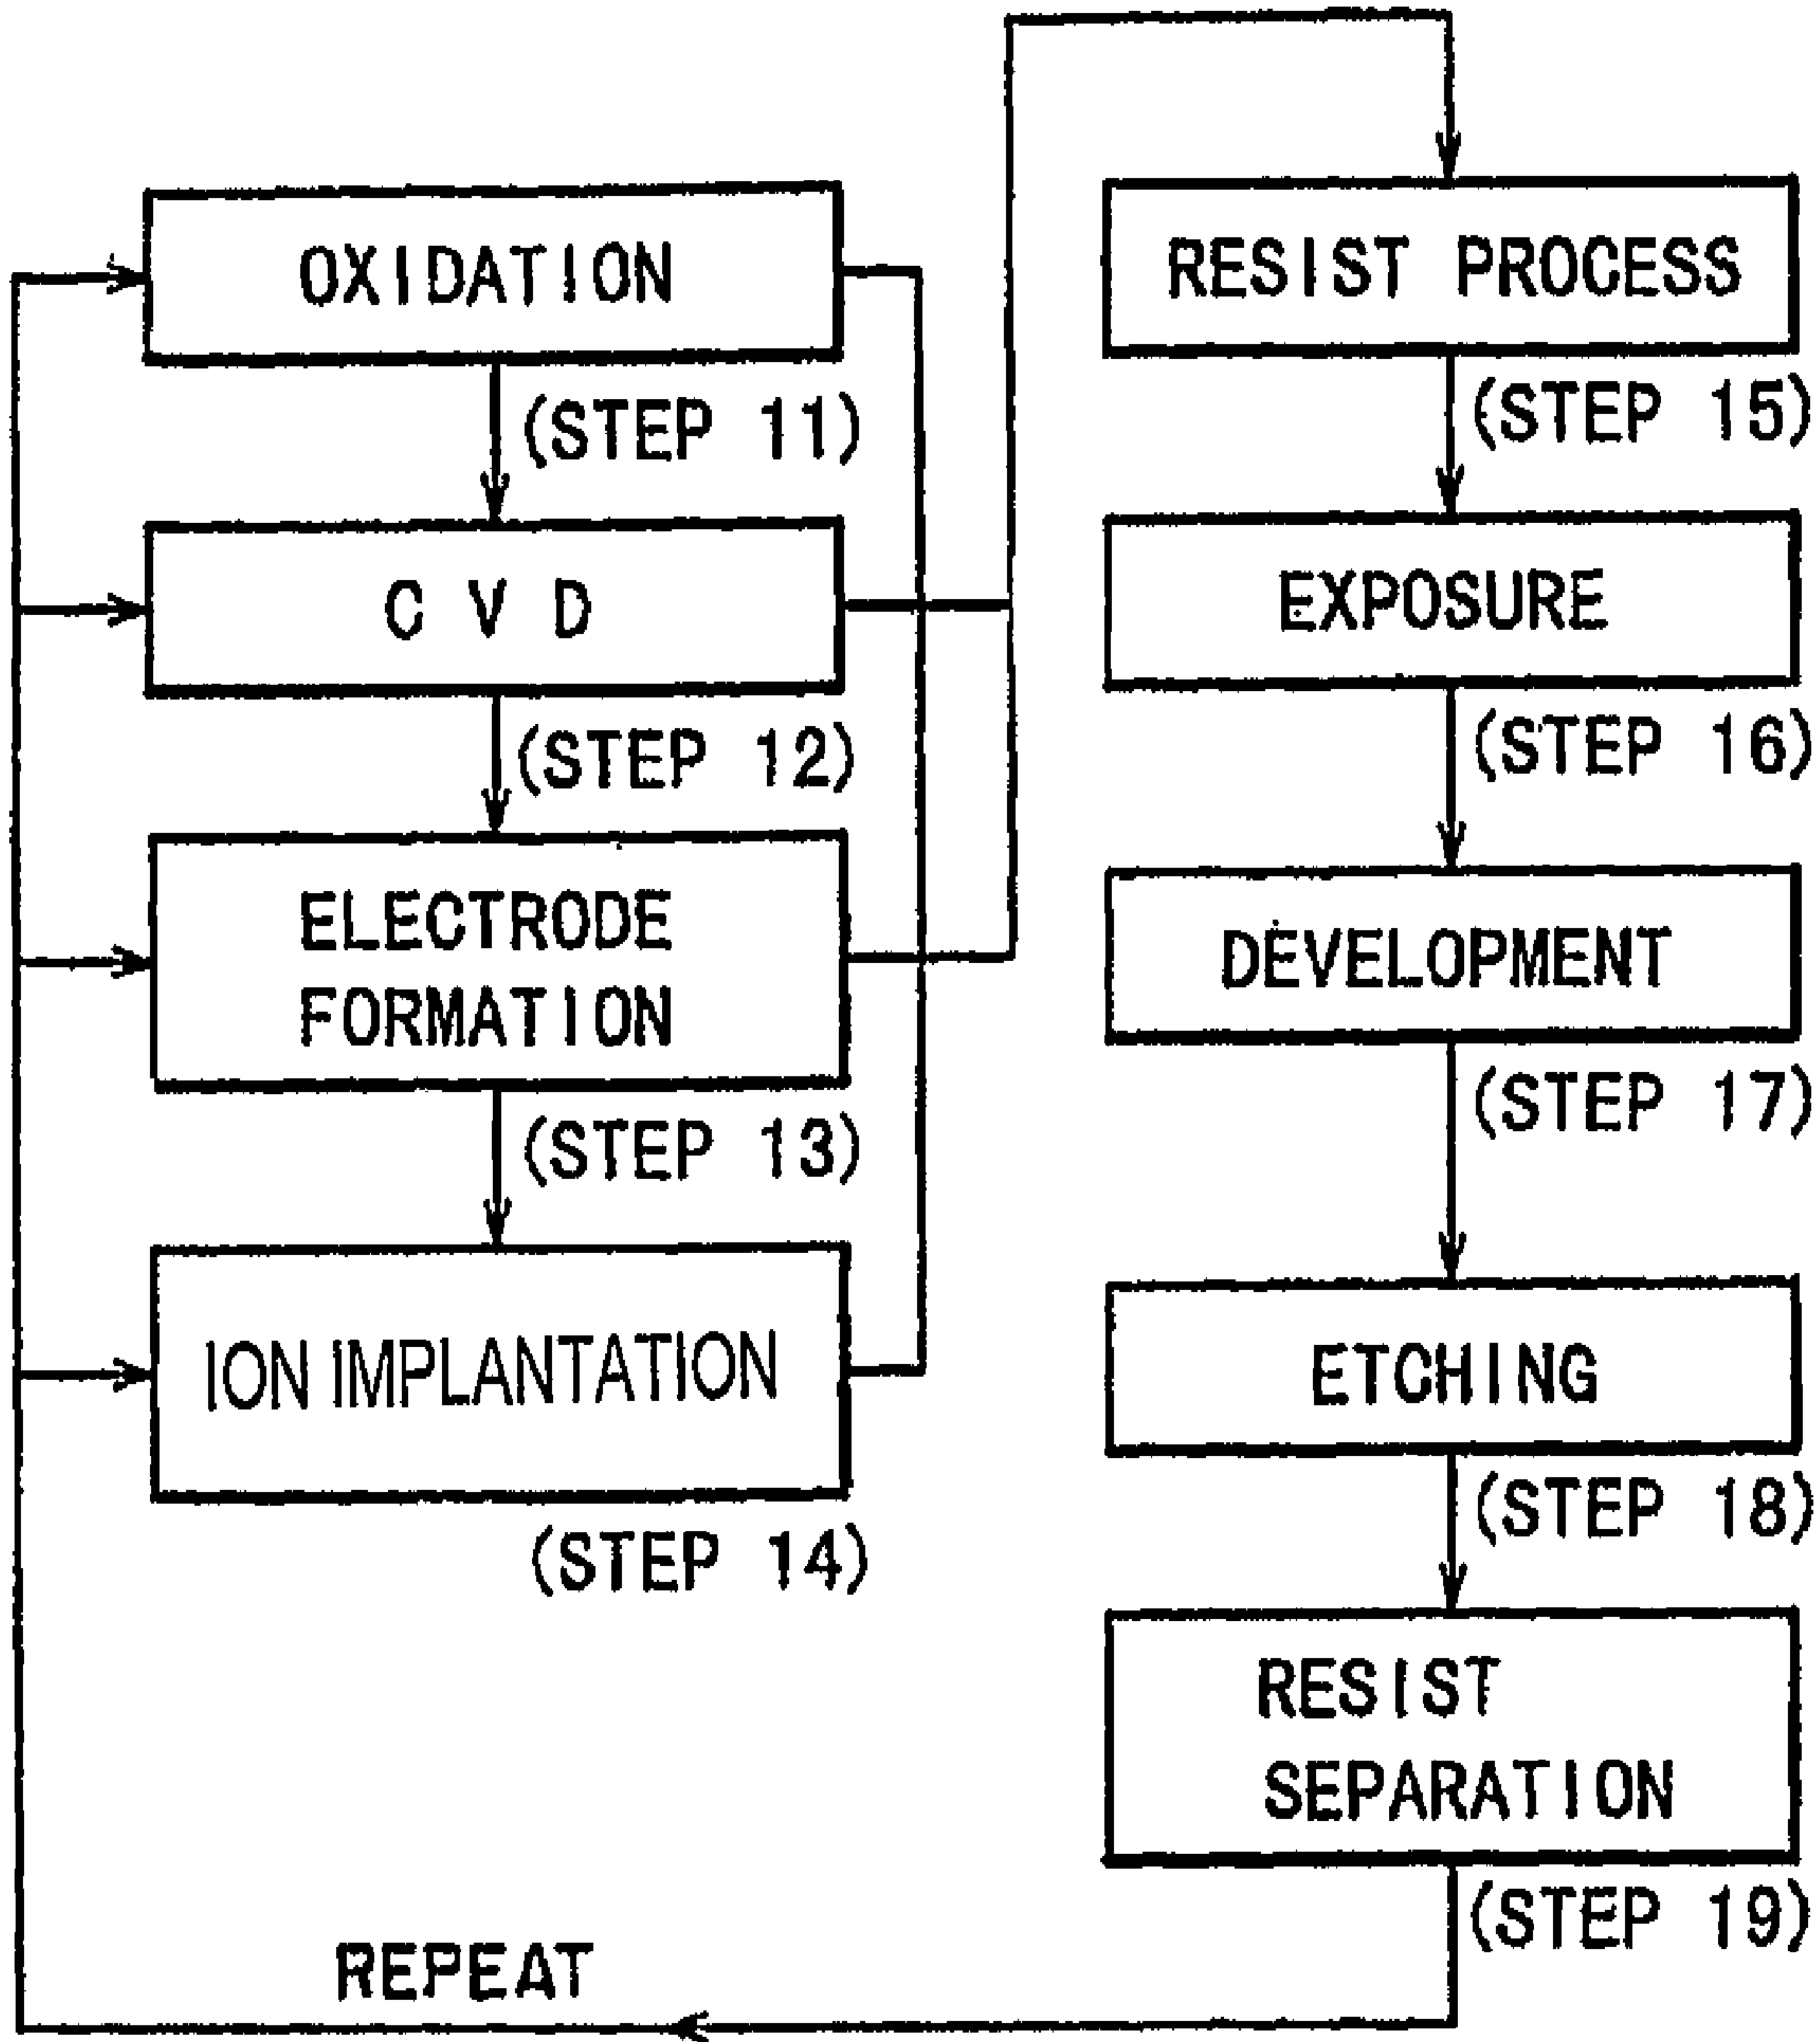 OXIDATION
(STEP 11)
C V D
(STEP 12)
ELECTRODE
FORMATION
(STEP 13)
ION IMPLANTATION
(STEP 14)
RESIST PROCESS
(STEP 15)
EXPOSURE
(STEP 16)
DEVELOPMENT
(STEP 17)
ETCHING
(STEP 18)
RESIST
SEPARATION
(STEP 19)
REPEAT